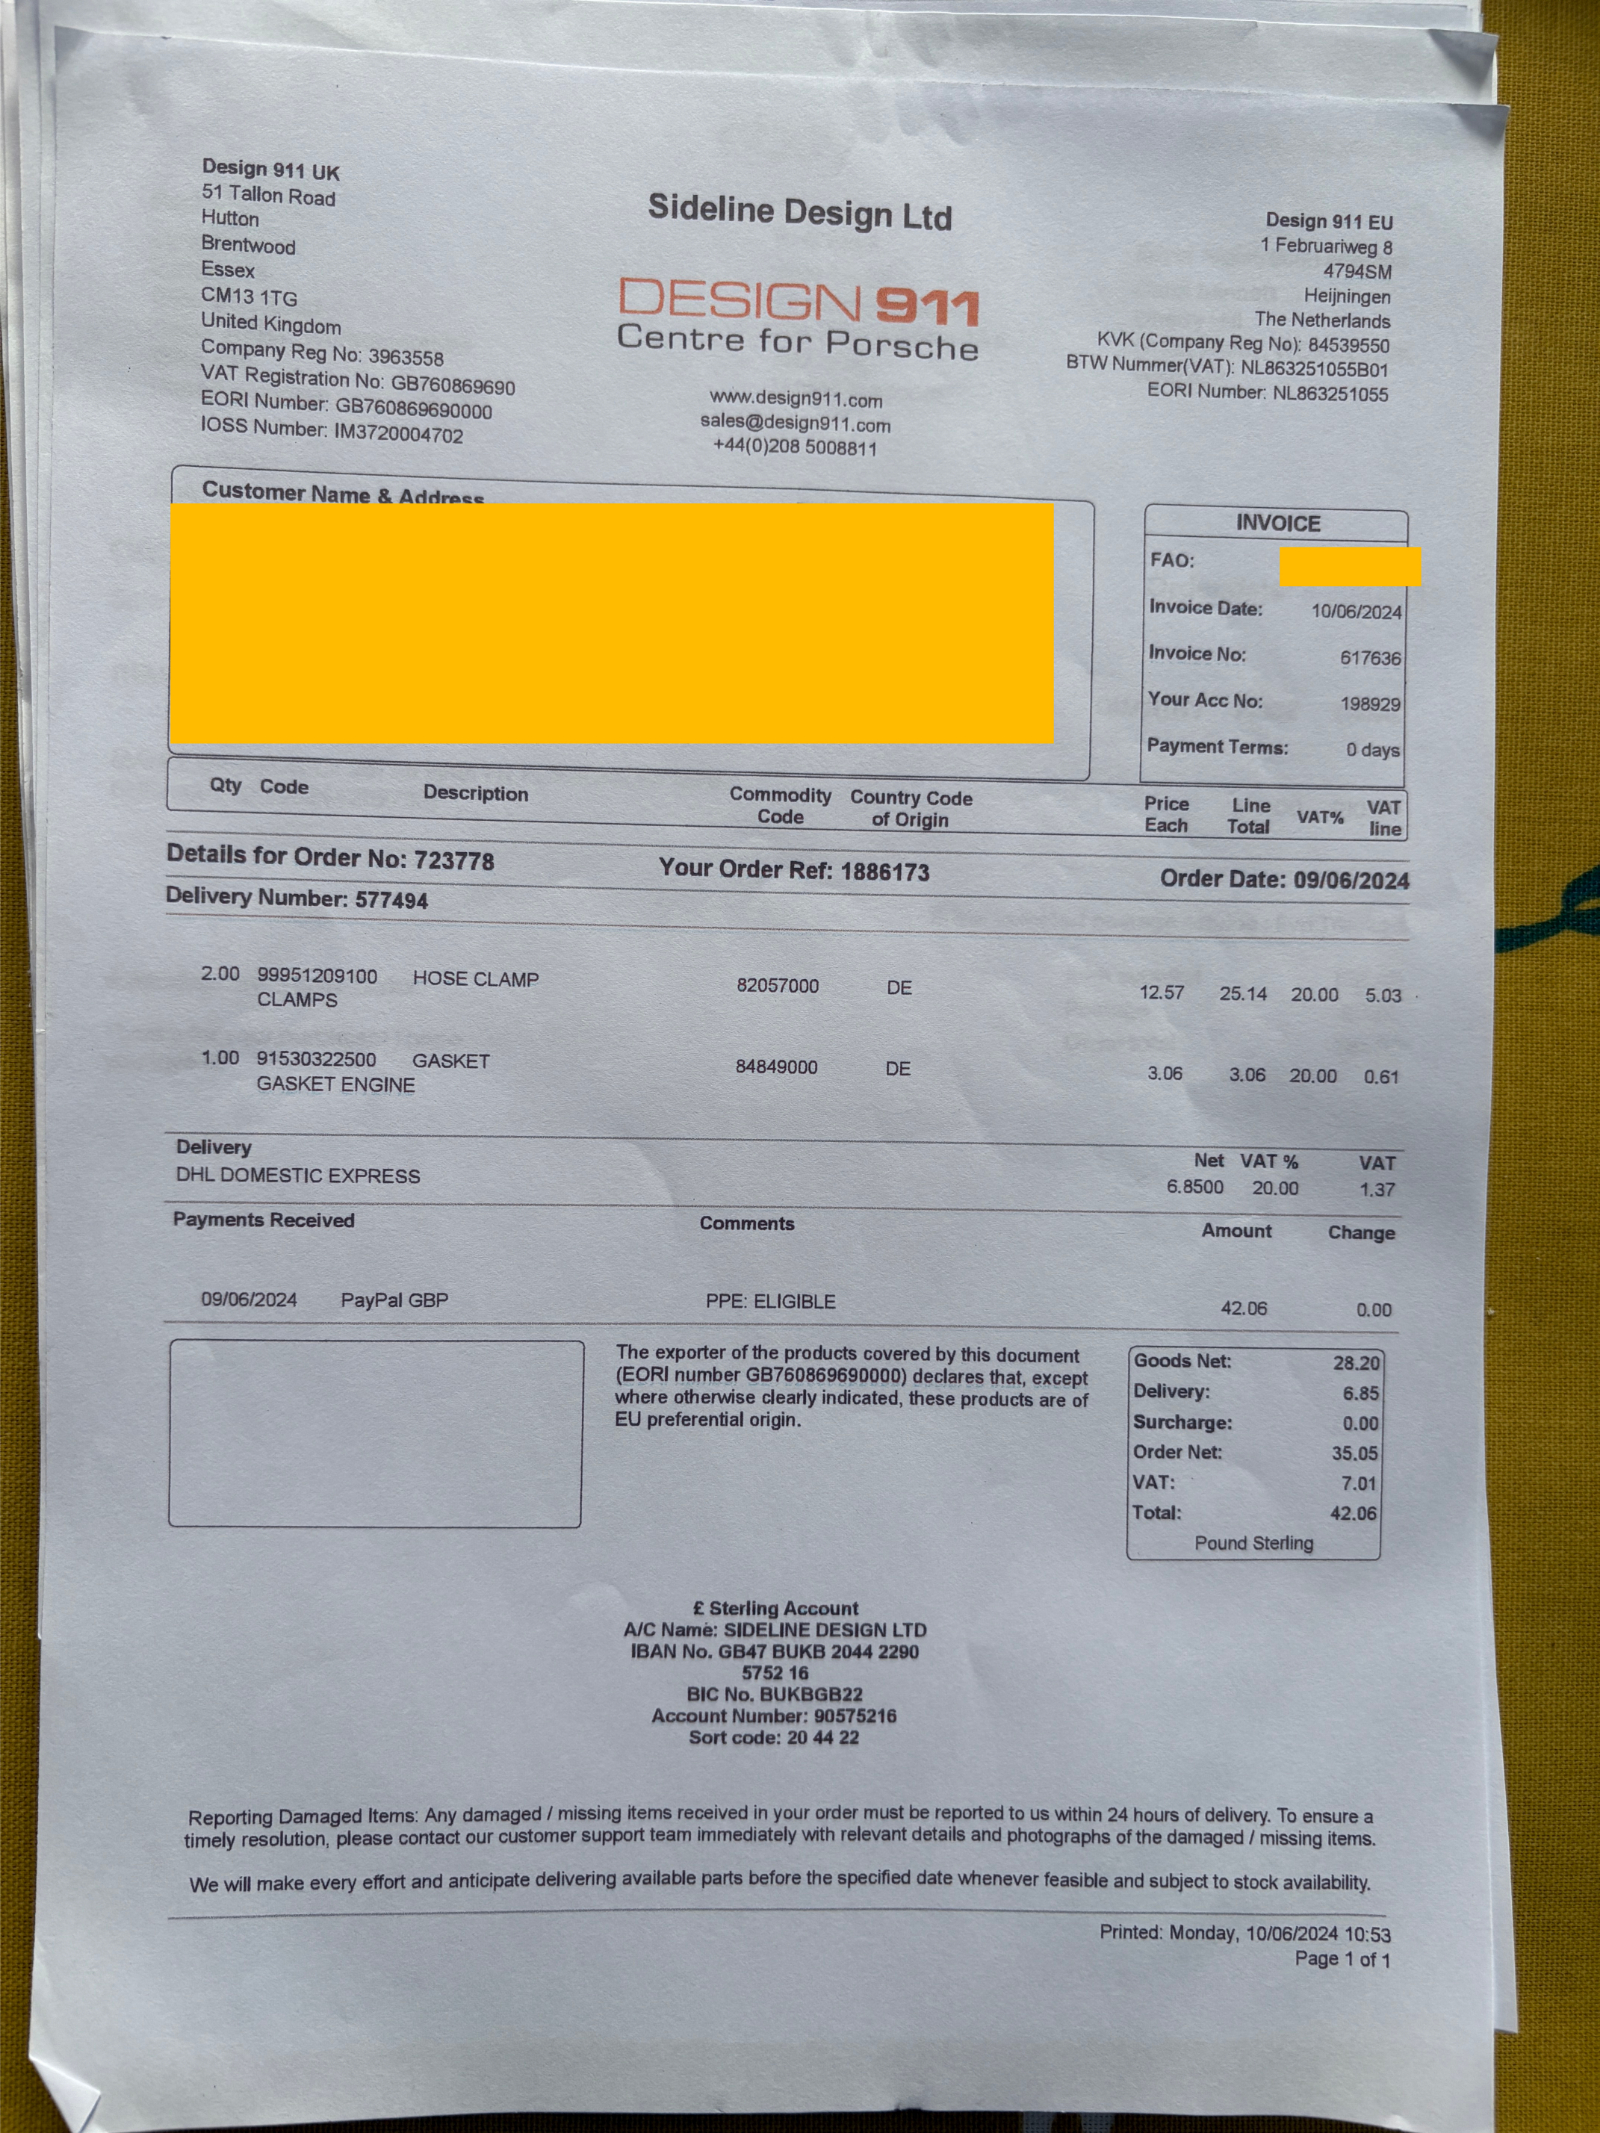 Design 911 UK
51 Tallon Road
Hutton
Brentwood
Essex
CM13 1TG
United Kingdom
Company Reg No: 3963558
VAT Registration No: GB760869690
EORI Number: GB760869690000
IOSS Number: IM3720004702
Sideline Design Ltd
DESIGN 911
Centre for Porsche
www.design911.com
sales@design911.com
+44(0)208 5008811
Design 911 EU
1 Februariweg 8
4794SM
Heijningen
The Netherlands
KVK (Company Reg No): 84539550
BTW Nummer(VAT): NL863251055B01
EORI Number: NL863251055
Customer Name & Address
INVOICE
FAO:
Invoice Date: 10/06/2024
Invoice No: 617636
Your Acc No: 198929
Payment Terms: 0 days
Qty Code Description Commodity Code Country Code of Origin Price Each Line Total VAT% VAT line
Details for Order No: 723778 Your Order Ref: 1886173 Order Date: 09/06/2024
Delivery Number: 577494
2.00 99951209100 HOSE CLAMP 82057000 DE 12.57 25.14 20.00 5.03
CLAMPS
1.00 91530322500 GASKET 84849000 DE 3.06 3.06 20.00 0.61
GASKET ENGINE
Delivery Net VAT % VAT
DHL DOMESTIC EXPRESS 6.8500 20.00 1.37
Payments Received Comments Amount Change
09/06/2024 PayPal GBP PPE: ELIGIBLE 42.06 0.00
The exporter of the products covered by this document
(EORI number GB760869690000) declares that, except
where otherwise clearly indicated, these products are of
EU preferential origin.
Goods Net: 28.20
Delivery: 6.85
Surcharge: 0.00
Order Net: 35.05
VAT: 7.01
Total: 42.06
Pound Sterling
£ Sterling Account
A/C Name: SIDELINE DESIGN LTD
IBAN No. GB47 BUKB 2044 2290
5752 16
BIC No. BUKBGB22
Account Number: 90575216
Sort code: 20 44 22
Reporting Damaged Items: Any damaged / missing items received in your order must be reported to us within 24 hours of delivery. To ensure a
timely resolution, please contact our customer support team immediately with relevant details and photographs of the damaged / missing items.
We will make every effort and anticipate delivering available parts before the specified date whenever feasible and subject to stock availability.
Printed: Monday, 10/06/2024 10:53
Page 1 of 1